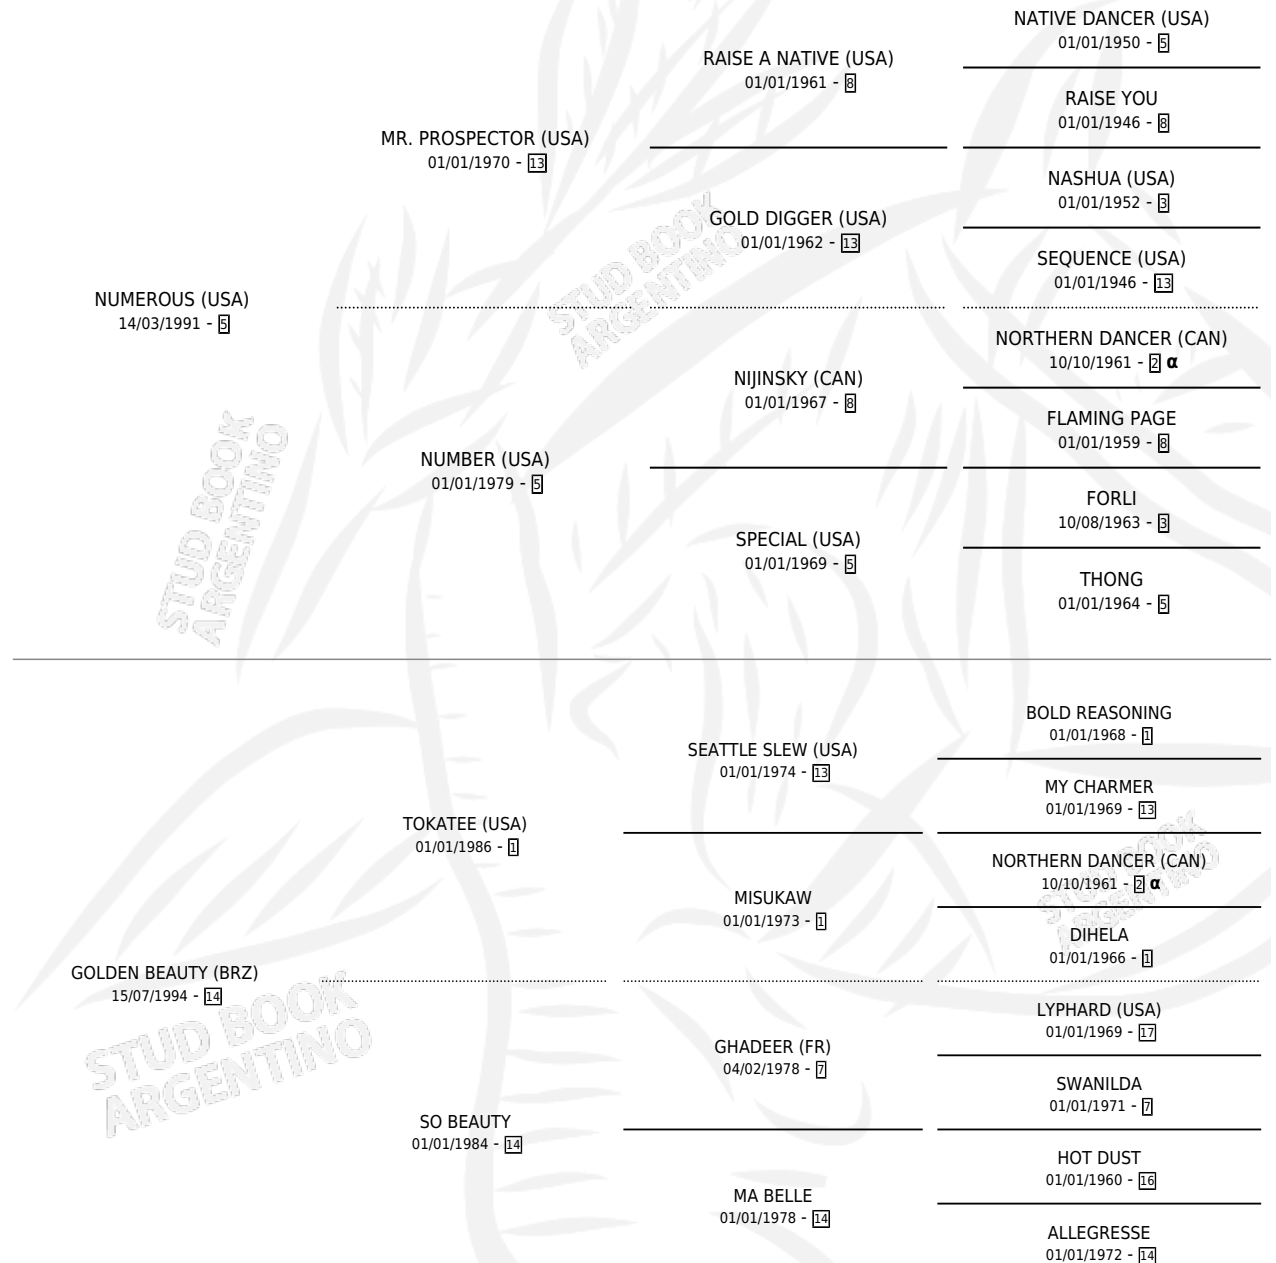 NATIVE DANCER (USA)
01/01/1950 - 5
RAISE A NATIVE (USA)
01/01/1961 - 8
RAISE YOU
01/01/1946 - 8
MR. PROSPECTOR (USA)
01/01/1970 - 13
NASHUA (USA)
01/01/1952 - 3
GOLD DIGGER (USA)
01/01/1962 - 13
SEQUENCE (USA)
01/01/1946 - 13
NUMEROUS (USA)
14/03/1991 - 5
NORTHERN DANCER (CAN)
10/10/1961 - 2 α
NIJINSKY (CAN)
01/01/1967 - 8
FLAMING PAGE
01/01/1959 - 8
NUMBER (USA)
01/01/1979 - 5
FORLI
10/08/1963 - 3
SPECIAL (USA)
01/01/1969 - 5
THONG
01/01/1964 - 5
STUD BOOK
ARGENTINO
STUD BOOK
ARGENTINO
BOLD REASONING
01/01/1968 - 1
SEATTLE SLEW (USA)
01/01/1974 - 13
MY CHARMER
01/01/1969 - 13
TOKATEE (USA)
01/01/1986 - 1
NORTHERN DANCER (CAN)
10/10/1961 - 2 α
MISUKAW
01/01/1973 - 1
DIHELA
01/01/1966 - 1
STUD BOOK
ARGENTINO
GOLDEN BEAUTY (BRZ)
15/07/1994 - 14
LYPHARD (USA)
01/01/1969 - 17
GHADEER (FR)
04/02/1978 - 7
SWANILDA
01/01/1971 - 7
STUD BOOK
ARGENTINO
SO BEAUTY
01/01/1984 - 14
HOT DUST
01/01/1960 - 16
MA BELLE
01/01/1978 - 14
ALLEGRESSE
01/01/1972 - 14